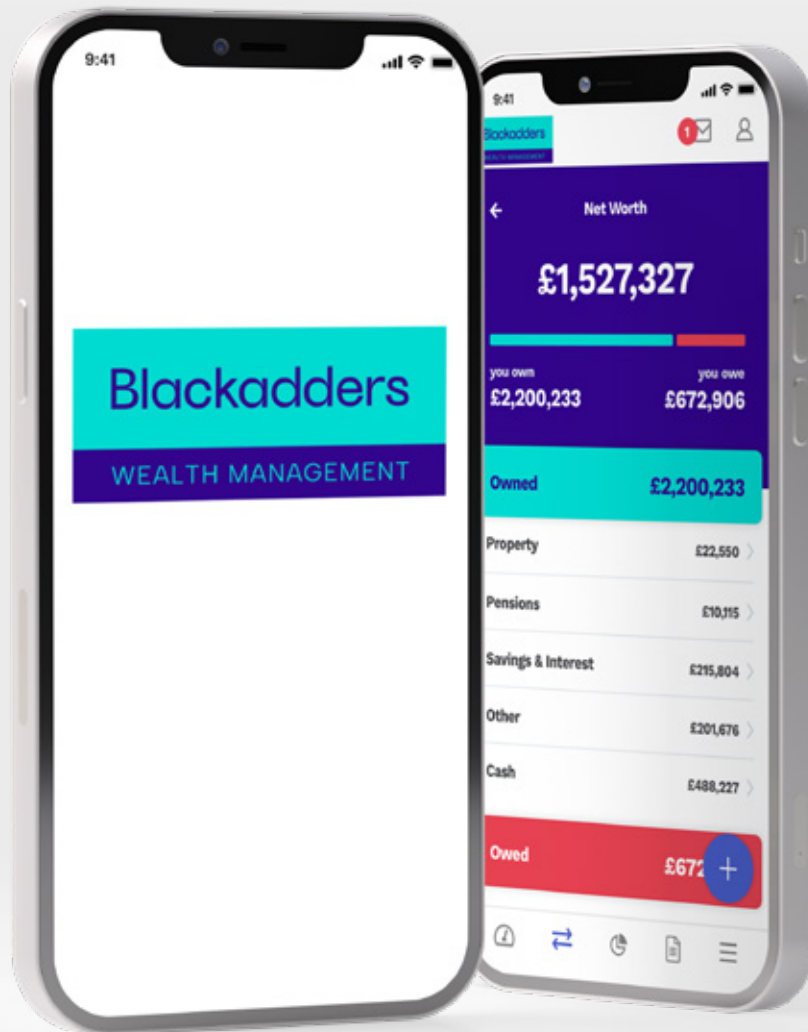 9:41
Blackadders
WEALTH MANAGEMENT
9:41
Blackadders
WEALTH MANAGEMENT
1
Net Worth
£1,527,327
you own
you owe
£2,200,233
£672,906
Owned £2,200,233
Property £22,550
Pensions £10,115
Savings & Interest £215,804
Other £201,676
Cash £488,227
Owed £672